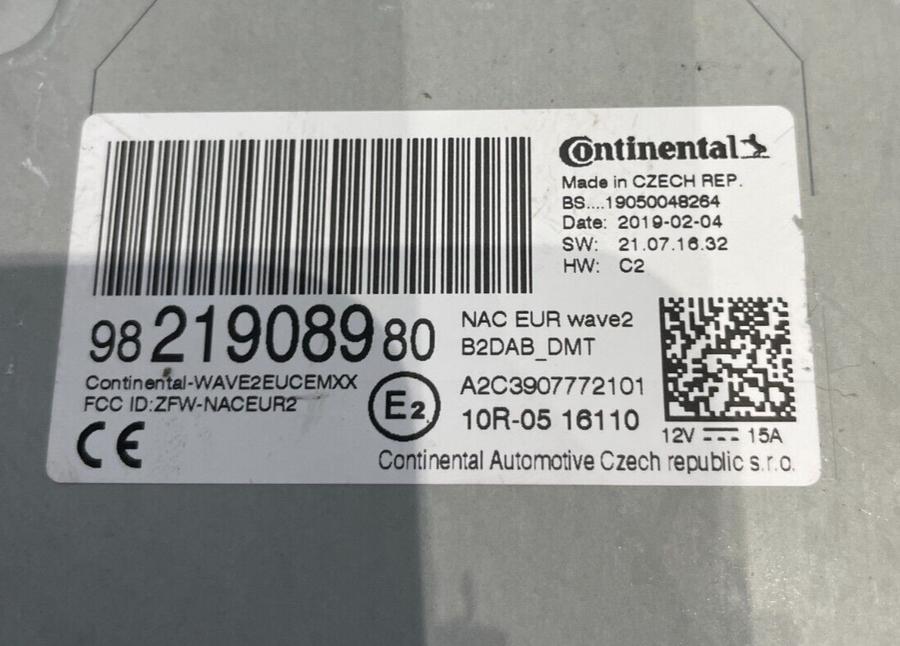 Continental
Made in CZECH REP.
BS....19050048264
Date: 2019-02-04
SW: 21.07.16.32
HW: C2
98 219089 80
NAC EUR wave2
B2DAB_DMT
Continental-WAVE2EUCEMXX
FCC ID:ZFW-NACEUR2
E2
A2C3907772101
10R-05 16110
12V 15A
CE
Continental Automotive Czech republic s.r.o.